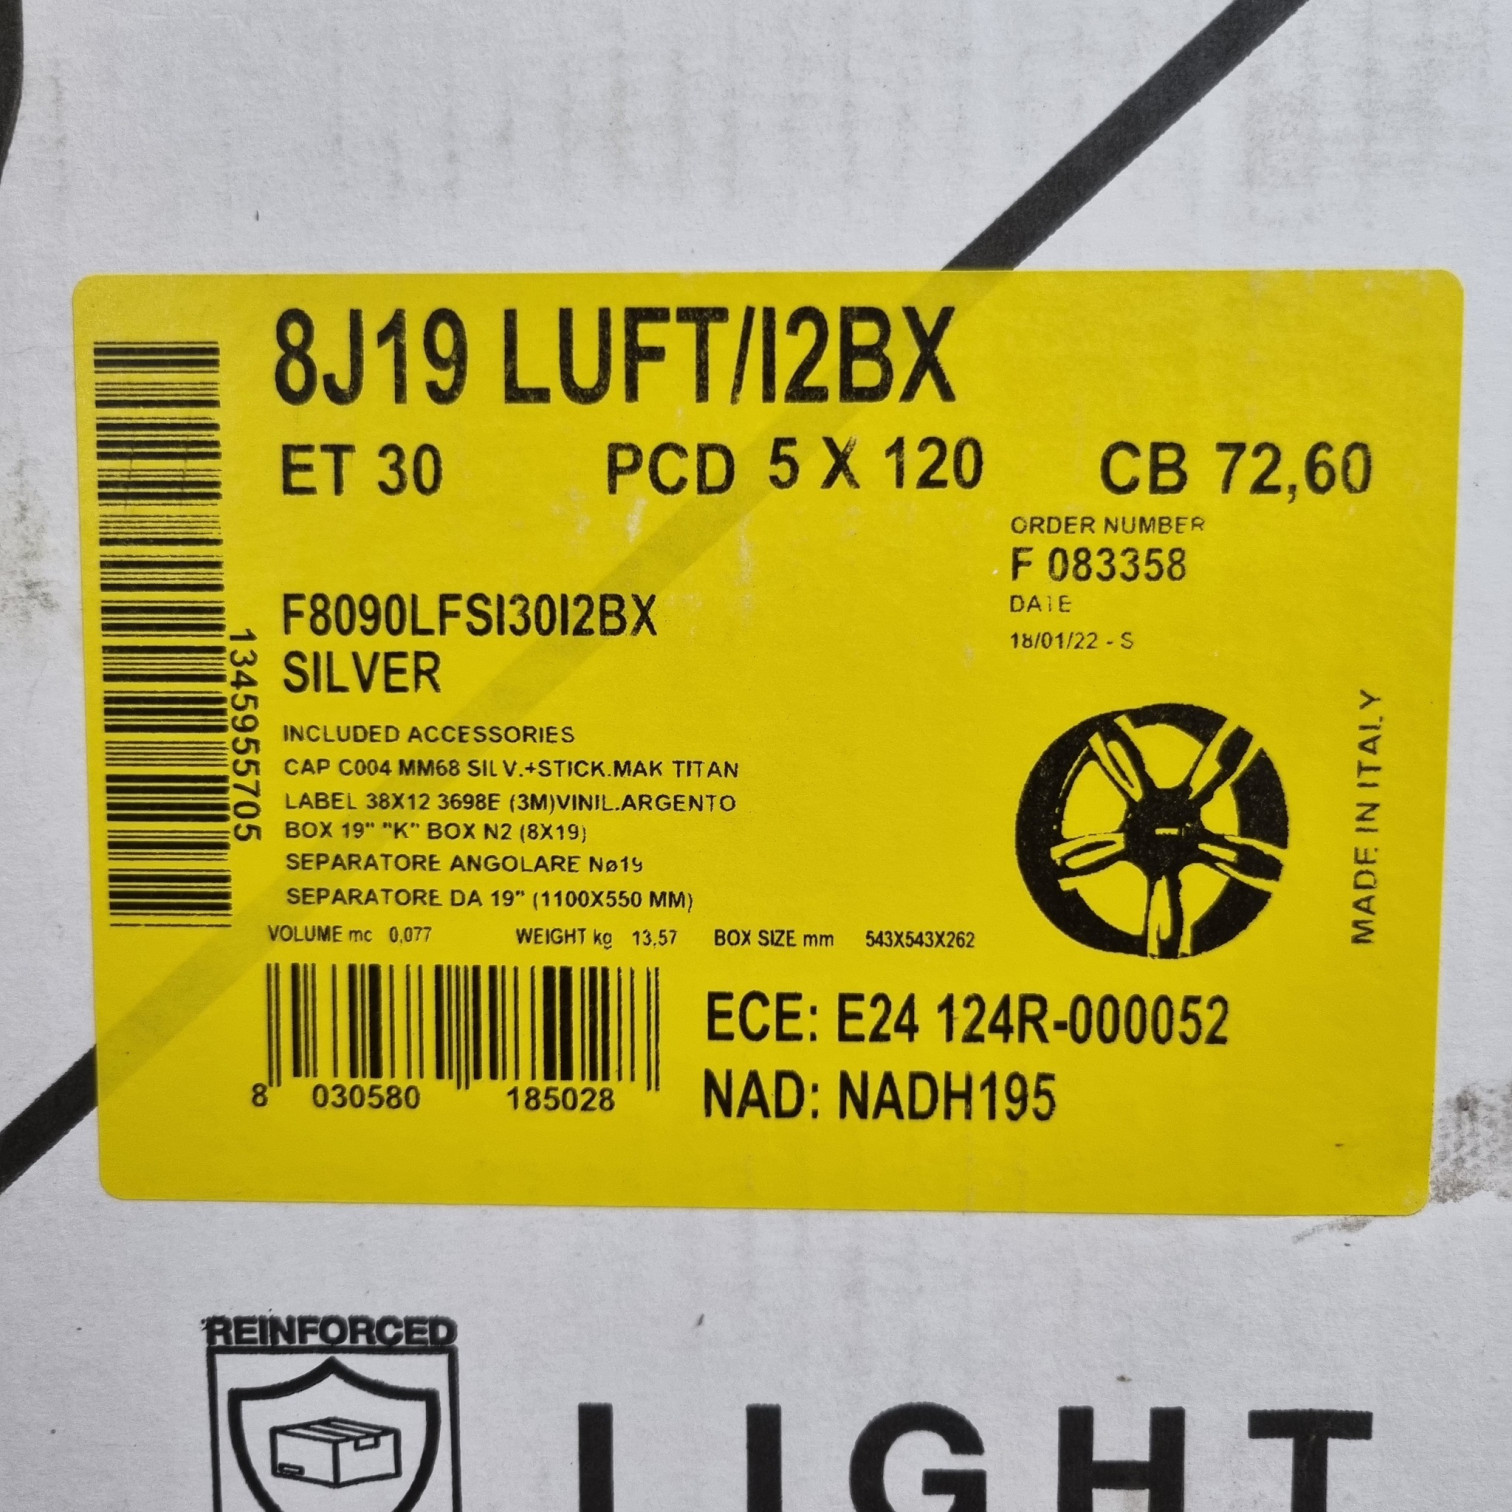 8J19 LUFT/I2BX
ET 30 PCD 5 X 120 CB 72,60
ORDER NUMBER
F 083358
DATE
18/01/22 - S
F8090LFSI30I2BX
SILVER
INCLUDED ACCESSORIES
CAP C004 MM68 SILV.+STICK.MAK TITAN
LABEL 38X12 3698E (3M)VINIL.ARGENTO
BOX 19" "K" BOX N2 (8X19)
SEPARATORE ANGOLARE Nø19
SEPARATORE DA 19" (1100X550 MM)
VOLUME mc 0,077 WEIGHT kg 13,57 BOX SIZE mm 543X543X262
8 030580 185028
ECE: E24 124R-000052
NAD: NADH195
1345955705
MADE IN ITALY
REINFORCED
LIGHT